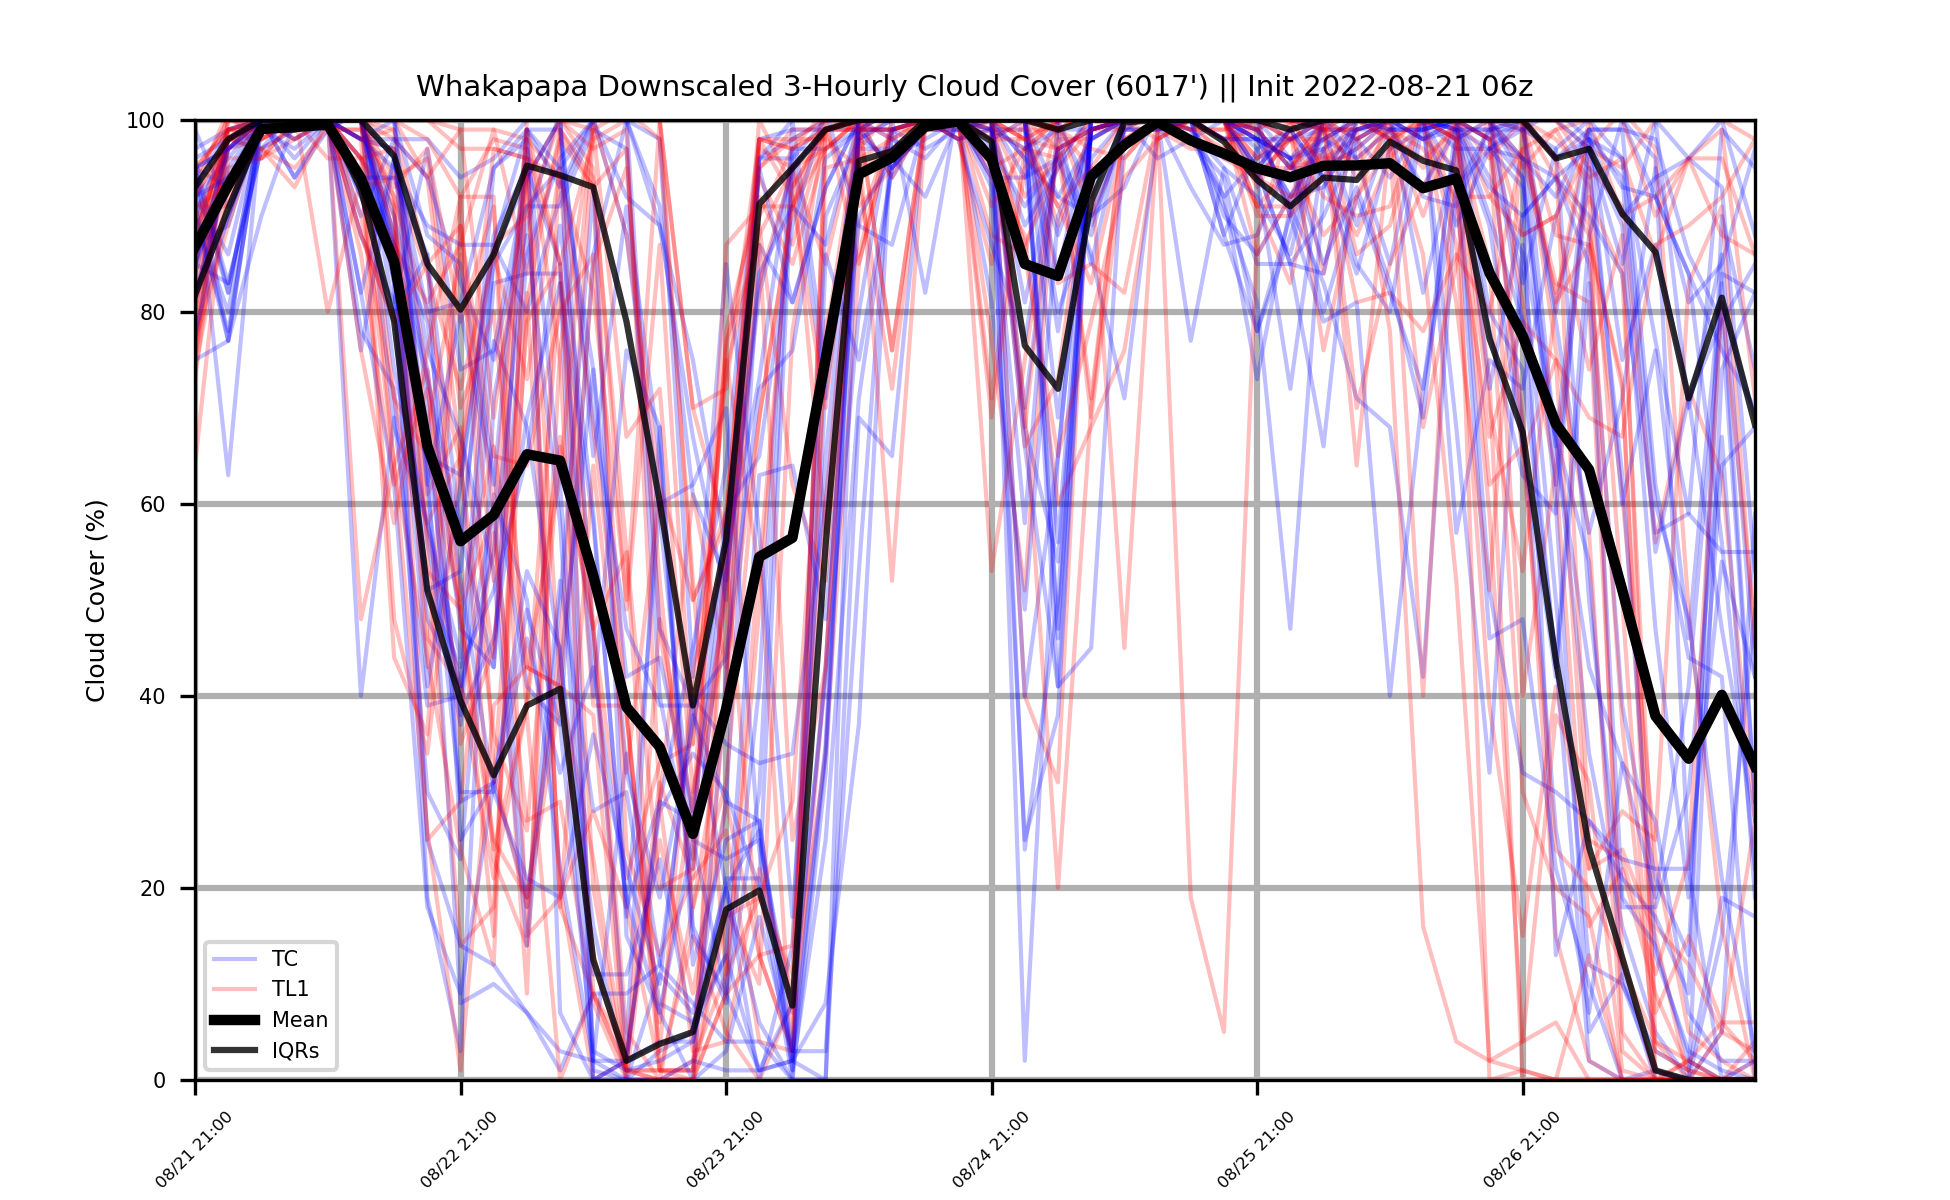 Whakapapa Downscaled 3-Hourly Cloud Cover (6017') || Init 2022-08-21 06z
100
80
60
40
20
0
Cloud Cover (%)
TC
TL1
Mean
IQRs
08/21 21:00
08/22 21:00
08/23 21:00
08/24 21:00
08/25 21:00
08/26 21:00